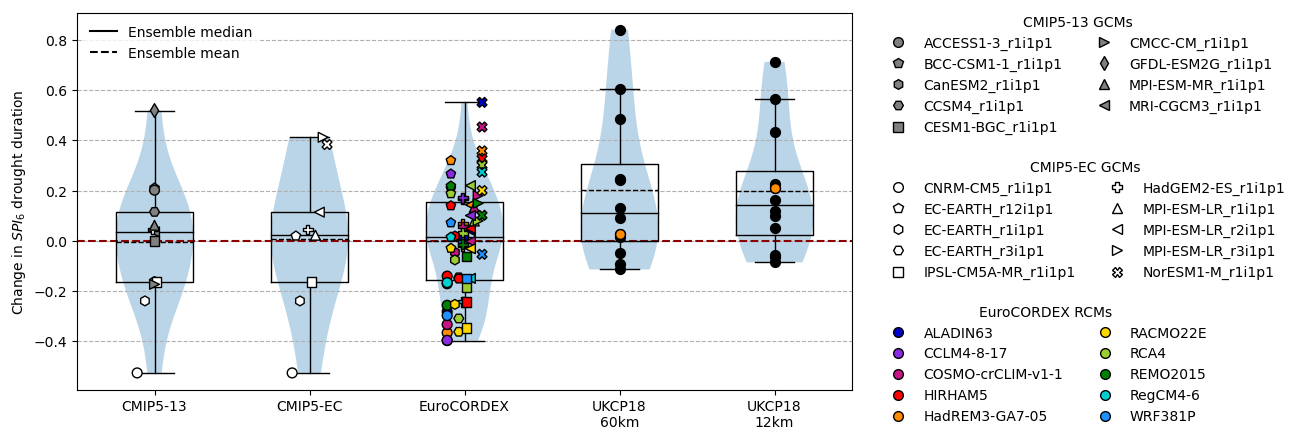 Change in SPI6 drought duration
0.8
0.6
0.4
0.2
0.0
−0.2
−0.4
Ensemble median
Ensemble mean
CMIP5-13
CMIP5-EC
EuroCORDEX
UKCP18
60km
UKCP18
12km
CMIP5-13 GCMs
ACCESS1-3_r1i1p1
BCC-CSM1-1_r1i1p1
CanESM2_r1i1p1
CCSM4_r1i1p1
CESM1-BGC_r1i1p1
CMCC-CM_r1i1p1
GFDL-ESM2G_r1i1p1
MPI-ESM-MR_r1i1p1
MRI-CGCM3_r1i1p1
CMIP5-EC GCMs
CNRM-CM5_r1i1p1
EC-EARTH_r12i1p1
EC-EARTH_r1i1p1
EC-EARTH_r3i1p1
IPSL-CM5A-MR_r1i1p1
HadGEM2-ES_r1i1p1
MPI-ESM-LR_r1i1p1
MPI-ESM-LR_r2i1p1
MPI-ESM-LR_r3i1p1
NorESM1-M_r1i1p1
EuroCORDEX RCMs
ALADIN63
CCLM4-8-17
COSMO-crCLIM-v1-1
HIRHAM5
HadREM3-GA7-05
RACMO22E
RCA4
REMO2015
RegCM4-6
WRF381P